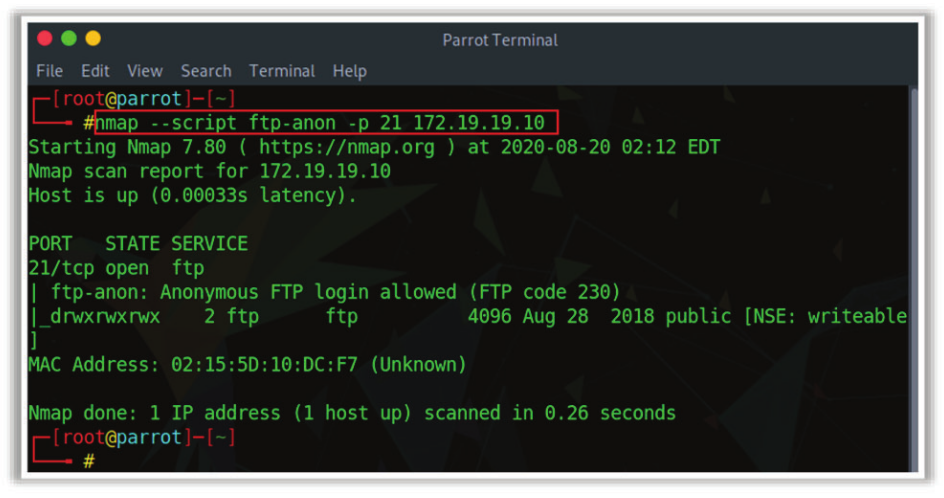 Parrot Terminal
File Edit View Search Terminal Help
[root@parrot]-[~]
#nmap --script ftp-anon -p 21 172.19.19.10
Starting Nmap 7.80 ( https://nmap.org ) at 2020-08-20 02:12 EDT
Nmap scan report for 172.19.19.10
Host is up (0.00033s latency).
PORT   STATE SERVICE
21/tcp open  ftp
| ftp-anon: Anonymous FTP login allowed (FTP code 230)
|_drwxrwxrwx    2 ftp      ftp          4096 Aug 28  2018 public [NSE: writeable
]
MAC Address: 02:15:5D:10:DC:F7 (Unknown)
Nmap done: 1 IP address (1 host up) scanned in 0.26 seconds
[root@parrot]-[~]
#